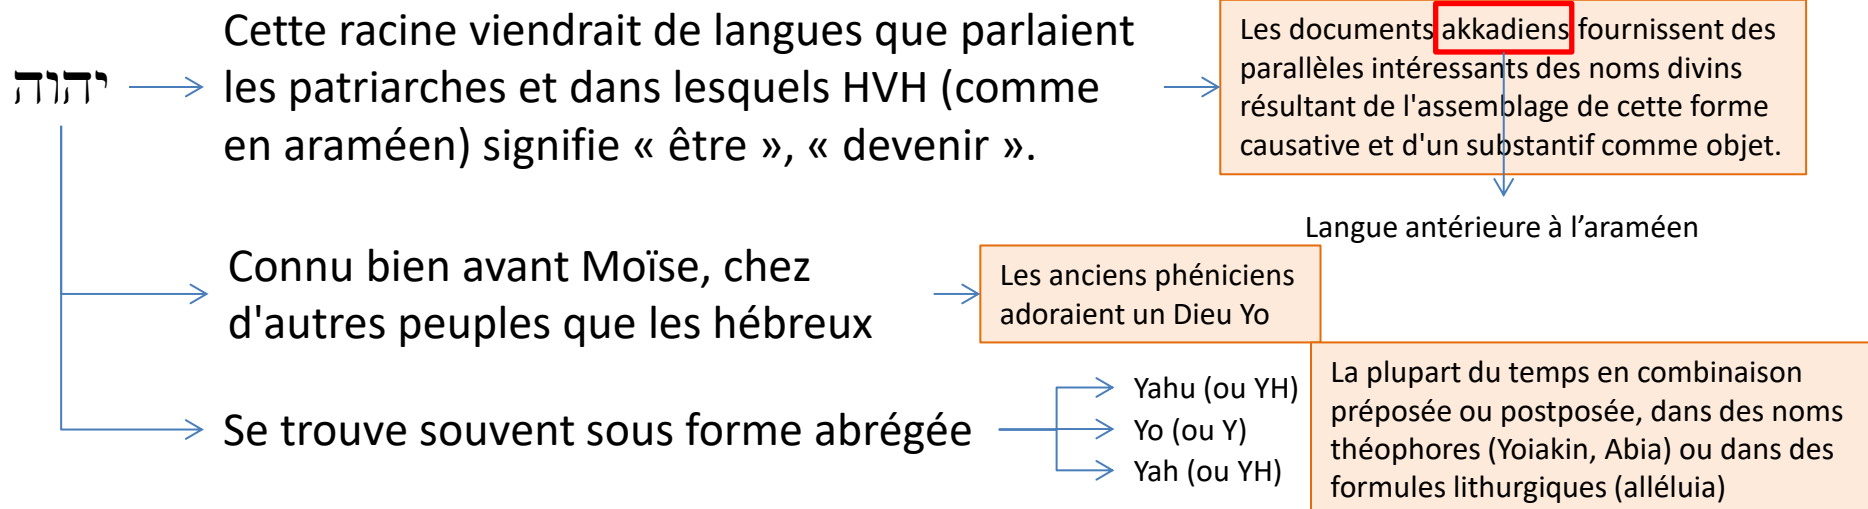 יהוה
Cette racine viendrait de langues que parlaient
les patriarches et dans lesquels HVH (comme
en araméen) signifie « être », « devenir ».
Les documents akkadiens fournissent des
parallèles intéressants des noms divins
résultant de l'assemblage de cette forme
causative et d'un substantif comme objet.
Langue antérieure à l’araméen
Connu bien avant Moïse, chez
d'autres peuples que les hébreux
Les anciens phéniciens
adoraient un Dieu Yo
Se trouve souvent sous forme abrégée
Yahu (ou YH)
Yo (ou Y)
Yah (ou YH)
La plupart du temps en combinaison
préposée ou postposée, dans des noms
théophores (Yoiakin, Abia) ou dans des
formules lithurgiques (alléluia)